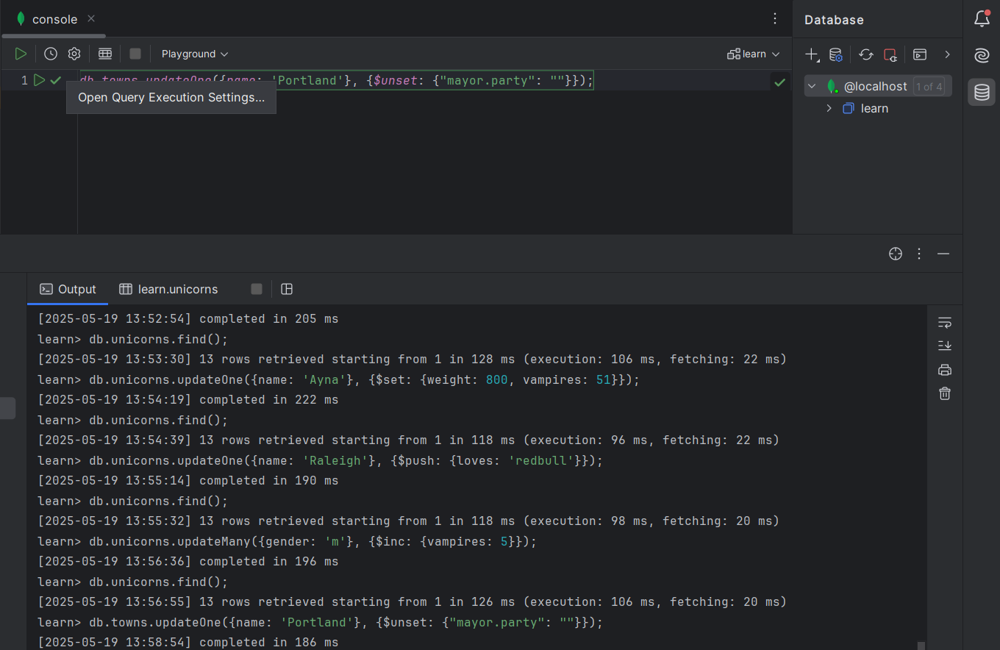 console
Database
Playground
learn
1 db.towns.updateOne({name: 'Portland'}, {$unset: {"mayor.party": ""}});
Open Query Execution Settings...
@localhost 1 of 4
learn
Output
learn.unicorns
[2025-05-19 13:52:54] completed in 205 ms
learn> db.unicorns.find();
[2025-05-19 13:53:30] 13 rows retrieved starting from 1 in 128 ms (execution: 106 ms, fetching: 22 ms)
learn> db.unicorns.updateOne({name: 'Ayna'}, {$set: {weight: 800, vampires: 51}});
[2025-05-19 13:54:19] completed in 222 ms
learn> db.unicorns.find();
[2025-05-19 13:54:39] 13 rows retrieved starting from 1 in 118 ms (execution: 96 ms, fetching: 22 ms)
learn> db.unicorns.updateOne({name: 'Raleigh'}, {$push: {loves: 'redbull'}});
[2025-05-19 13:55:14] completed in 190 ms
learn> db.unicorns.find();
[2025-05-19 13:55:32] 13 rows retrieved starting from 1 in 118 ms (execution: 98 ms, fetching: 20 ms)
learn> db.unicorns.updateMany({gender: 'm'}, {$inc: {vampires: 5}});
[2025-05-19 13:56:36] completed in 196 ms
learn> db.unicorns.find();
[2025-05-19 13:56:55] 13 rows retrieved starting from 1 in 126 ms (execution: 106 ms, fetching: 20 ms)
learn> db.towns.updateOne({name: 'Portland'}, {$unset: {"mayor.party": ""}});
[2025-05-19 13:58:54] completed in 186 ms